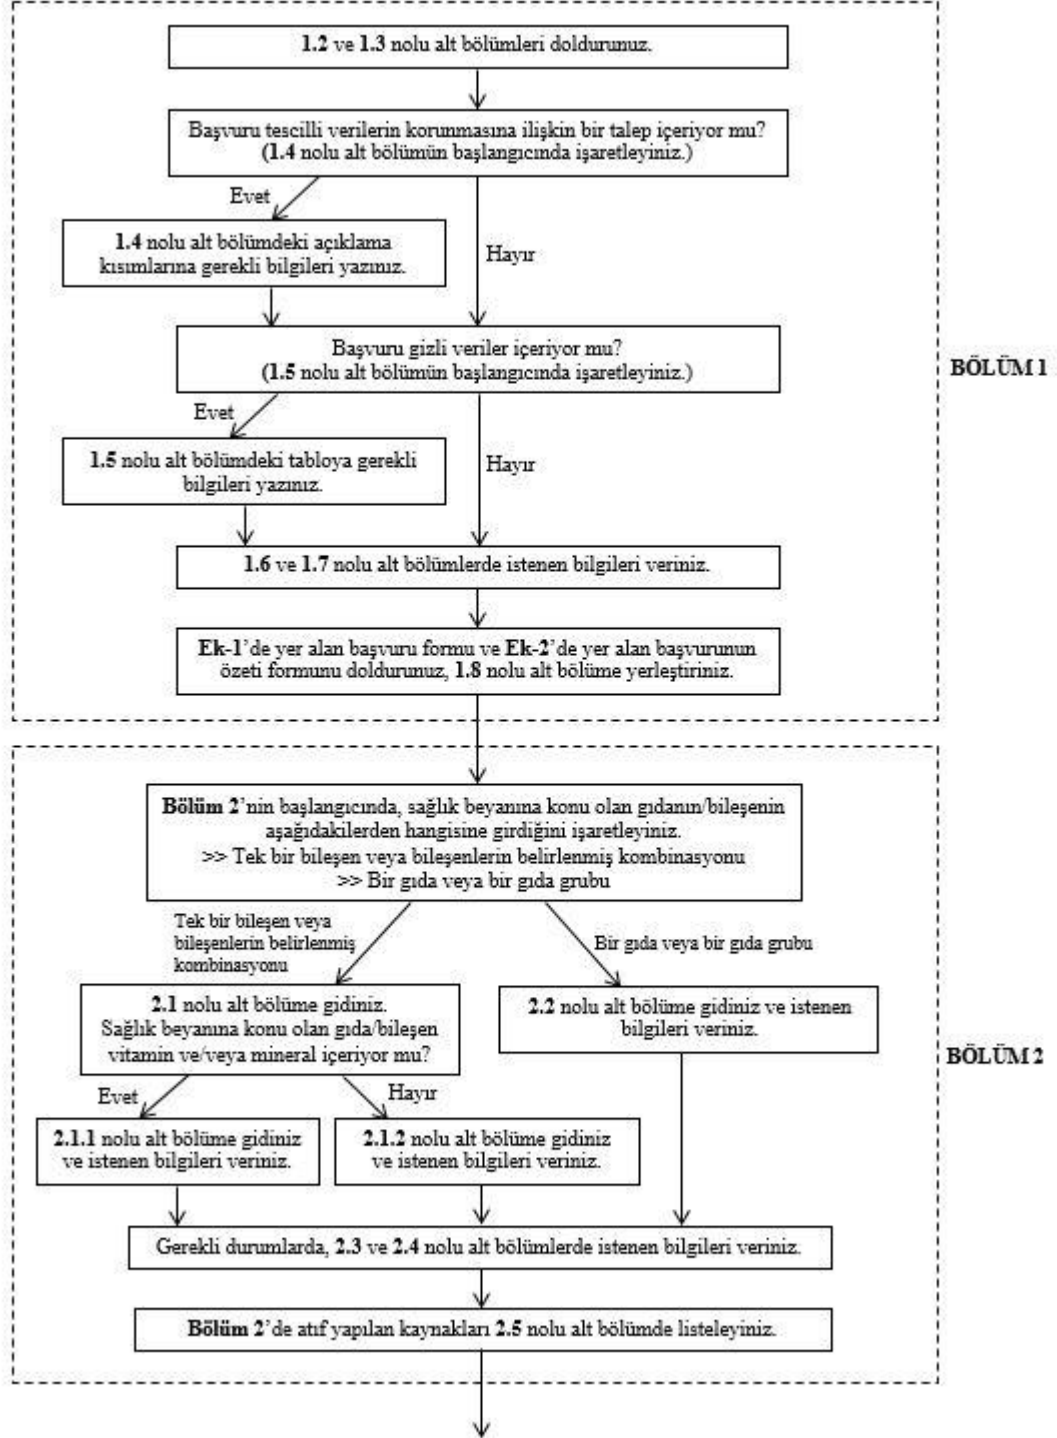 1.2 ve 1.3 nolu alt bölümleri doldurunuz.
Başvuru tescilli verilerin korunmasına ilişkin bir talep içeriyor mu?
(1.4 nolu alt bölümün başlangıcında işaretleyiniz.)
Evet
1.4 nolu alt bölümdeki açıklama
kısımlarına gerekli bilgileri yazınız.
Hayır
Başvuru gizli veriler içeriyor mu?
(1.5 nolu alt bölümün başlangıcında işaretleyiniz.)
BÖLÜM 1
Evet
1.5 nolu alt bölümdeki tabloya gerekli
bilgileri yazınız.
Hayır
1.6 ve 1.7 nolu alt bölümlerde istenen bilgileri veriniz.
Ek-1'de yer alan başvuru formu ve Ek-2'de yer alan başvurunun
özeti formunu doldurunuz, 1.8 nolu alt bölüme yerleştiriniz.
Bölüm 2'nin başlangıcında, sağlık beyanına konu olan gıdanın/bileşenin
aşağıdakilerden hangisine girdiğini işaretleyiniz.
>> Tek bir bileşen veya bileşenlerin belirlenmiş kombinasyonu
>> Bir gıda veya bir gıda grubu
Tek bir bileşen veya
bileşenlerin belirlenmiş
kombinasyonu
Bir gıda veya bir gıda grubu
2.1 nolu alt bölüme gidiniz.
Sağlık beyanına konu olan gıda/bileşen
vitamin ve/veya mineral içeriyor mu?
2.2 nolu alt bölüme gidiniz ve istenen
bilgileri veriniz.
BÖLÜM 2
Evet
Hayır
2.1.1 nolu alt bölüme gidiniz
ve istenen bilgileri veriniz.
2.1.2 nolu alt bölüme gidiniz
ve istenen bilgileri veriniz.
Gerekli durumlarda, 2.3 ve 2.4 nolu alt bölümlerde istenen bilgileri veriniz.
Bölüm 2'de atıf yapılan kaynakları 2.5 nolu alt bölümde listeleyiniz.